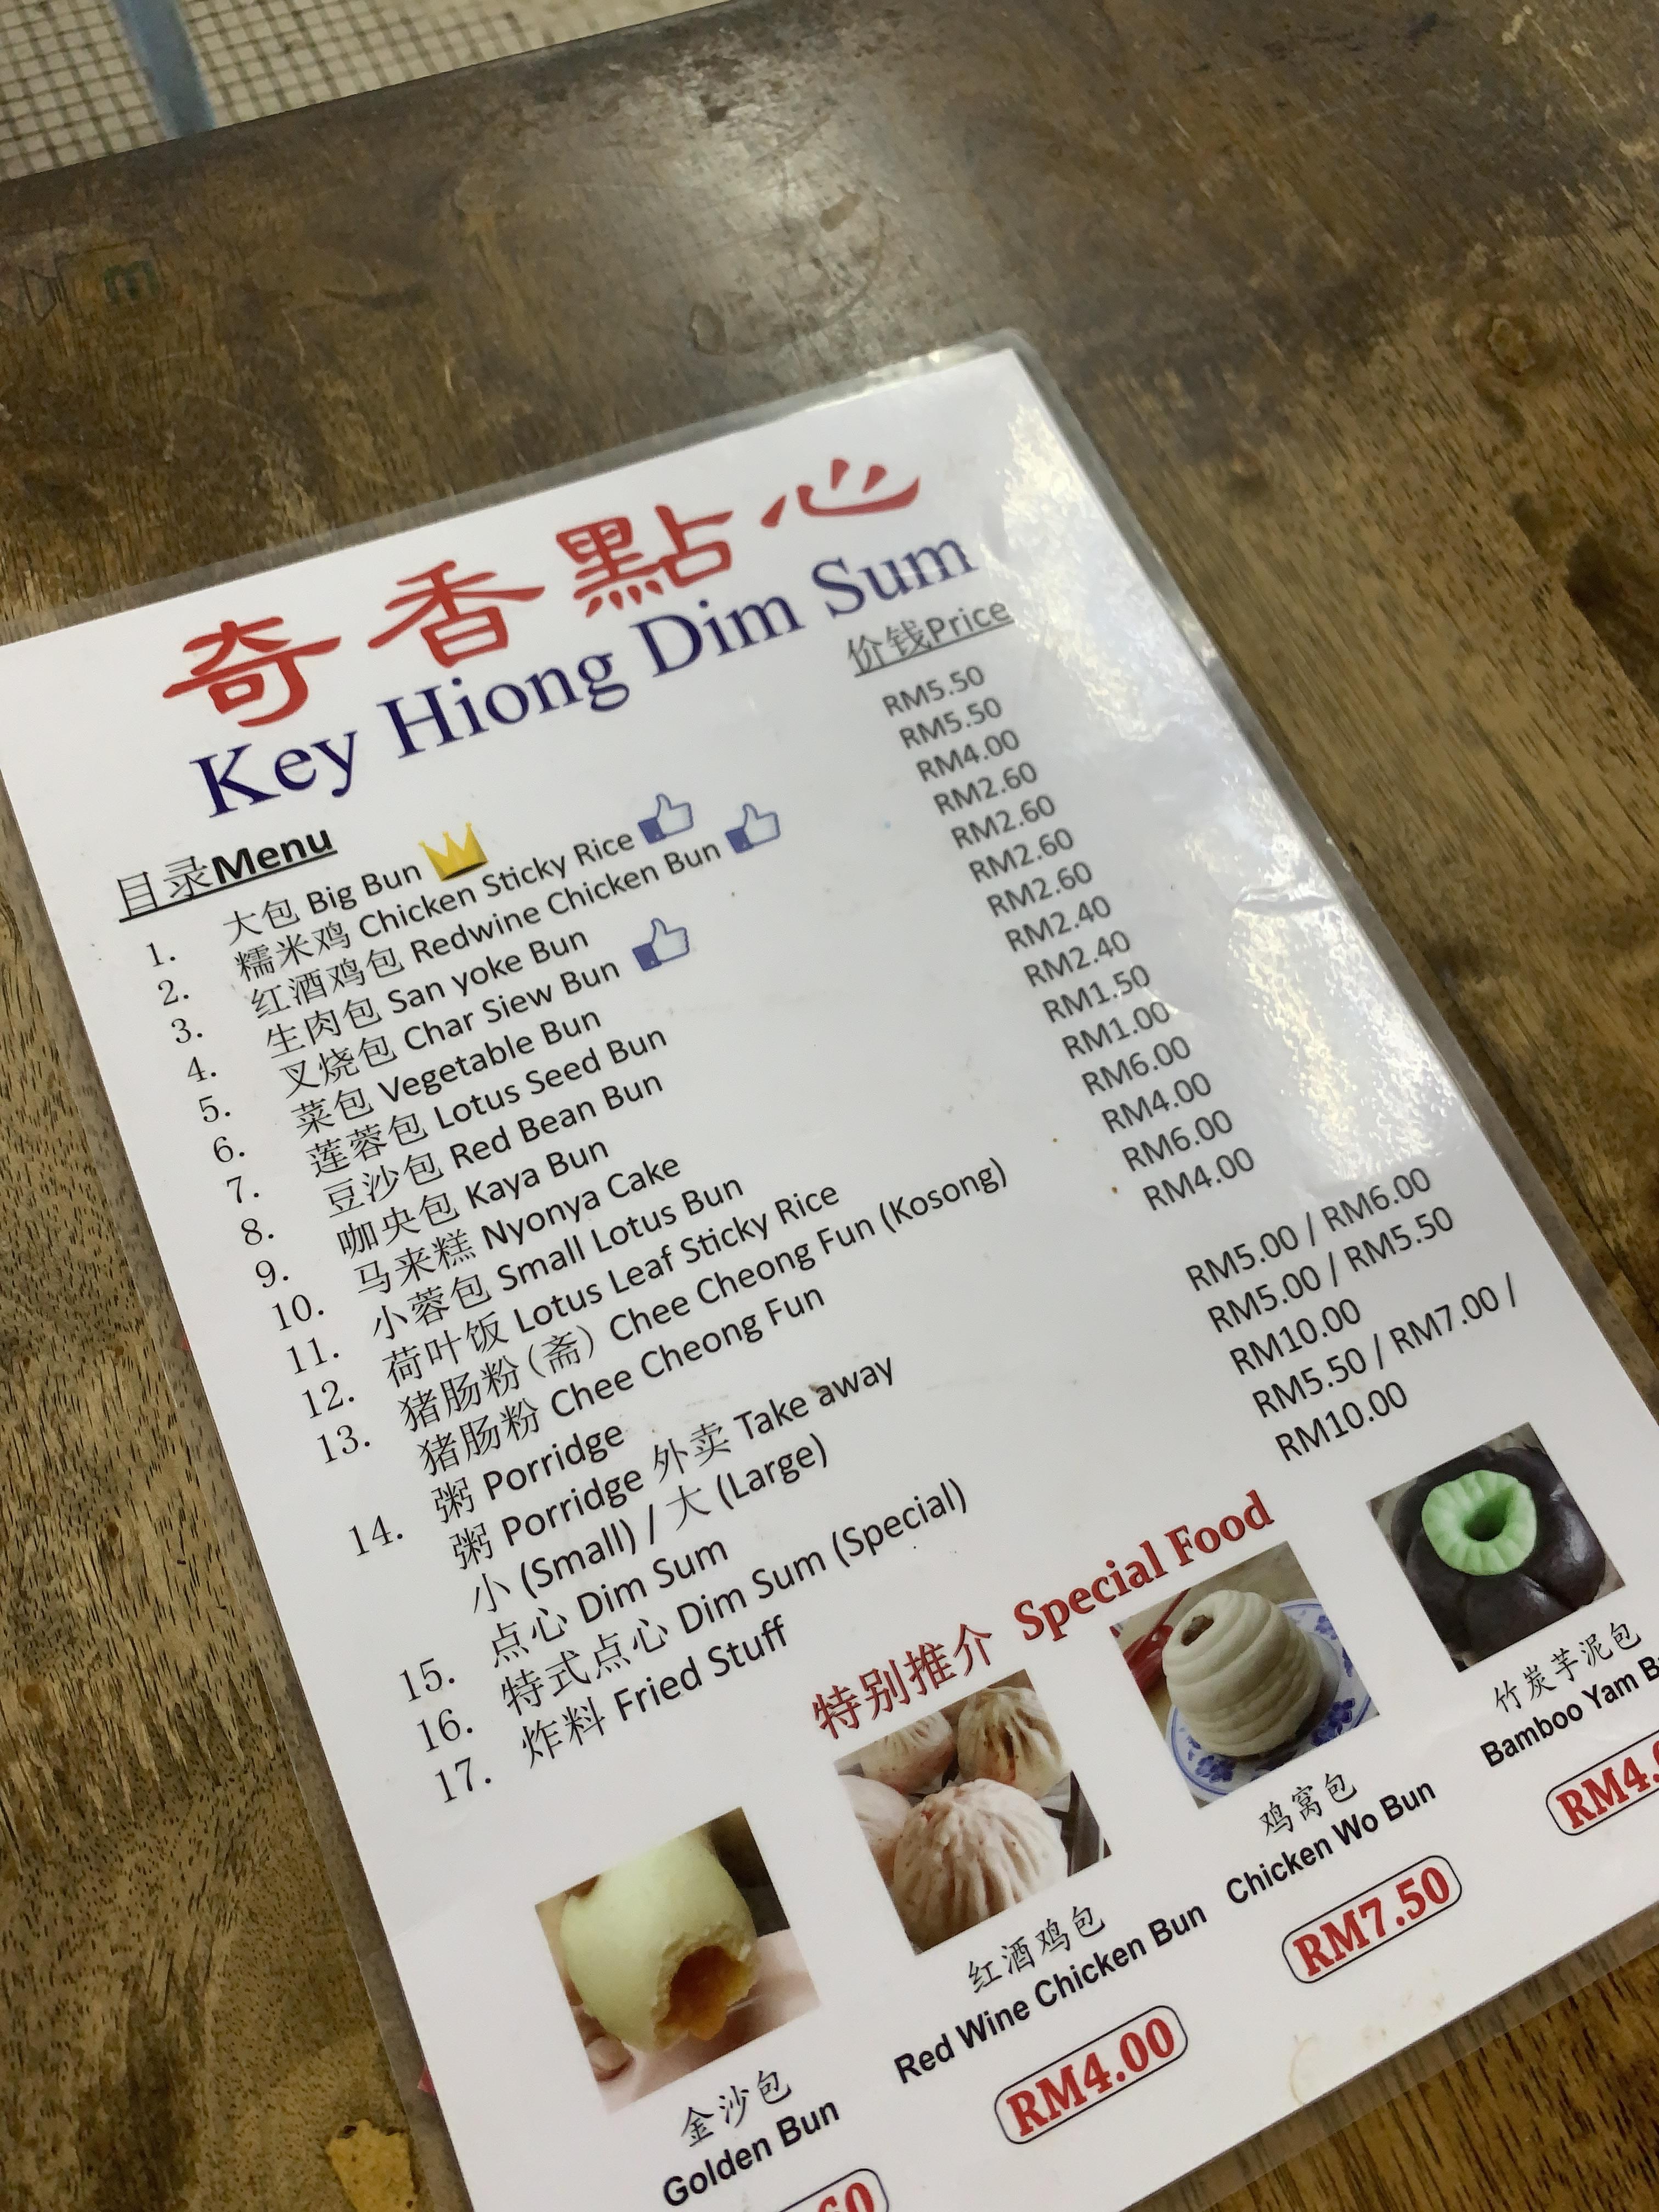 奇香點心
Key Hiong Dim Sum
目录Menu 价钱Price
1. 大包 Big Bun RM5.50
2. 糯米鸡 Chicken Sticky Rice RM5.50
3. 红酒鸡包 Redwine Chicken Bun RM4.00
4. 生肉包 San yoke Bun RM2.60
5. 叉烧包 Char Siew Bun RM2.60
6. 菜包 Vegetable Bun RM2.60
7. 莲蓉包 Lotus Seed Bun RM2.60
8. 豆沙包 Red Bean Bun RM2.40
9. 咖央包 Kaya Bun RM2.40
10. 马来糕 Nyonya Cake RM1.50
11. 小蓉包 Small Lotus Bun RM1.00
12. 荷叶饭 Lotus Leaf Sticky Rice RM6.00
13. 猪肠粉(斋) Chee Cheong Fun (Kosong) RM4.00
猪肠粉 Chee Cheong Fun RM6.00
14. 粥 Porridge RM4.00
粥 Porridge 外卖 Take away
小 (Small) / 大 (Large) RM5.00 / RM6.00
15. 点心 Dim Sum RM5.00 / RM5.50
16. 特式点心 Dim Sum (Special) RM10.00
17. 炸料 Fried Stuff RM5.50 / RM7.00 /
RM10.00
特别推介 Special Food
金沙包
Golden Bun
红酒鸡包
Red Wine Chicken Bun
RM4.00
鸡窝包
Chicken Wo Bun
RM7.50
竹炭芋泥包
Bamboo Yam